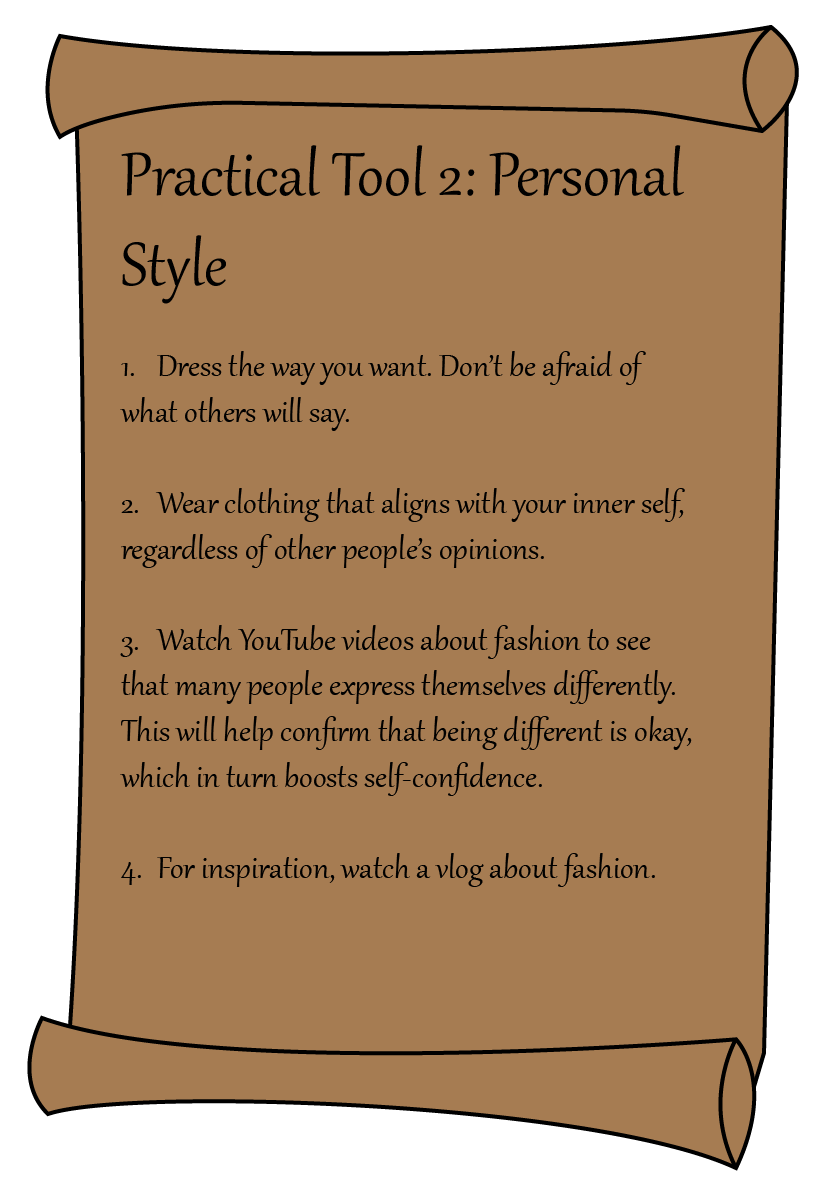 Practical Tool 2: Personal
Style
1. Dress the way you want. Don’t be afraid of
what others will say.
2. Wear clothing that aligns with your inner self,
regardless of other people’s opinions.
3. Watch YouTube videos about fashion to see
that many people express themselves differently.
This will help confirm that being different is okay,
which in turn boosts self-confidence.
4. For inspiration, watch a vlog about fashion.